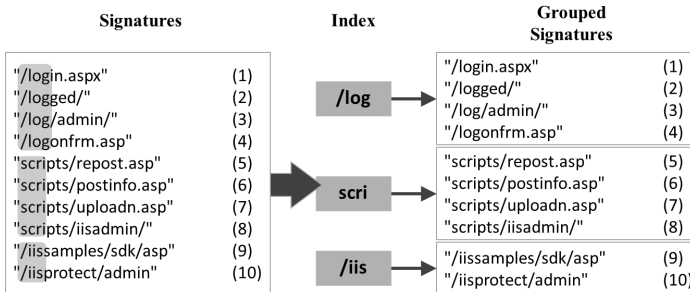 Signatures
"/login.aspx" (1)
"/logged/" (2)
"/log/admin/" (3)
"/logonfrm.asp" (4)
"scripts/repost.asp" (5)
"scripts/postinfo.asp" (6)
"scripts/uploadn.asp" (7)
"scripts/iisadmin/" (8)
"/iissamples/sdk/asp" (9)
"/iisprotect/admin" (10)
Index
/log
scri
/iis
Grouped
Signatures
"/login.aspx" (1)
"/logged/" (2)
"/log/admin/" (3)
"/logonfrm.asp" (4)
"scripts/repost.asp" (5)
"scripts/postinfo.asp" (6)
"scripts/uploadn.asp" (7)
"scripts/iisadmin/" (8)
"/iissamples/sdk/asp" (9)
"/iisprotect/admin" (10)